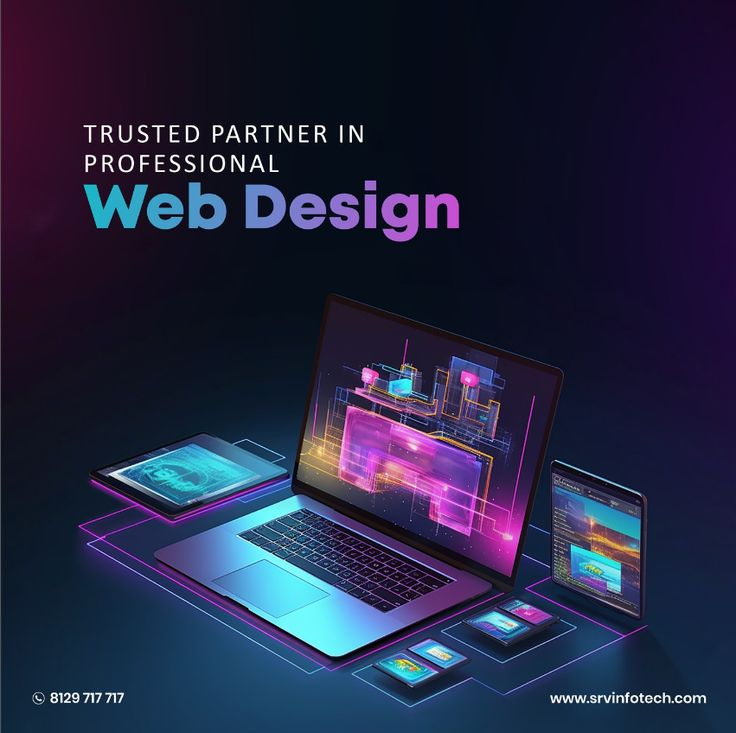 TRUSTED PARTNER IN
PROFESSIONAL
Web Design
8129 717 717
www.srvinfotech.com